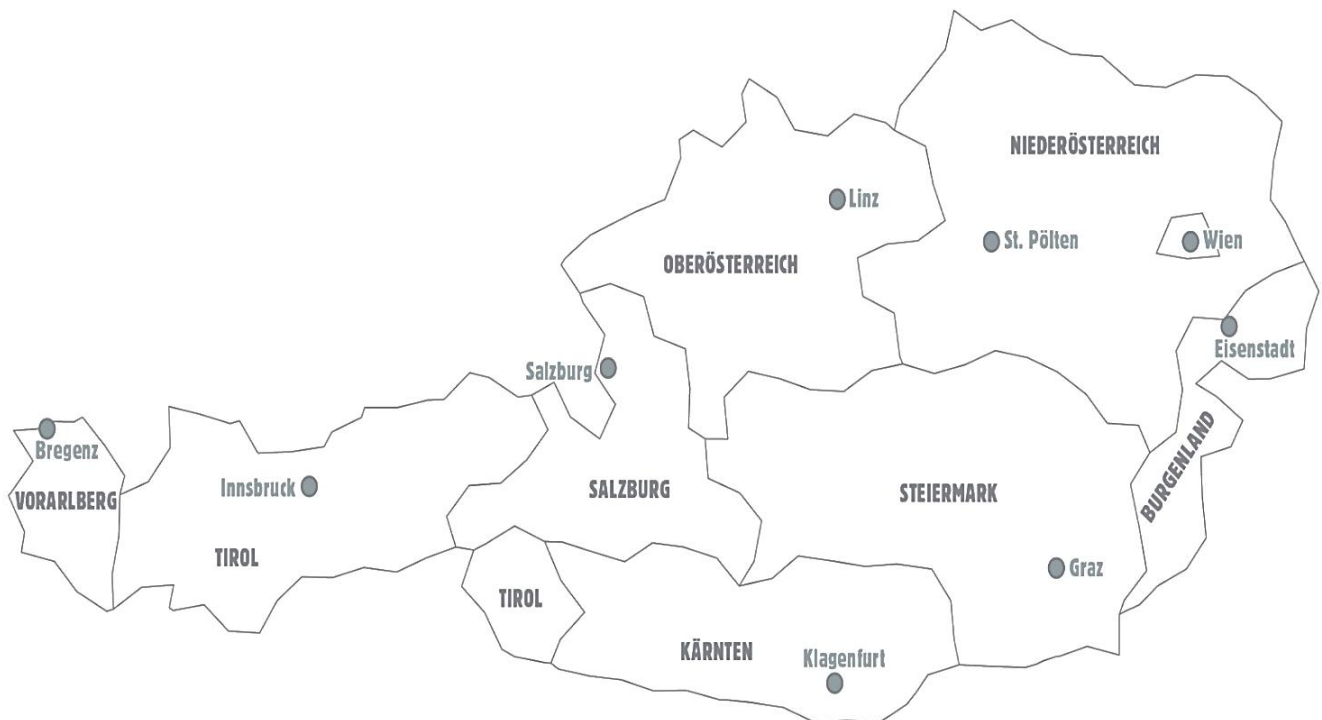 NIEDERÖSTERREICH
Linz
St. Pölten
Wien
OBERÖSTERREICH
Eisenstadt
Salzburg
Bregenz
VORARLBERG
Innsbruck
SALZBURG
STEIERMARK
BURGENLAND
TIROL
Graz
TIROL
KÄRNTEN
Klagenfurt